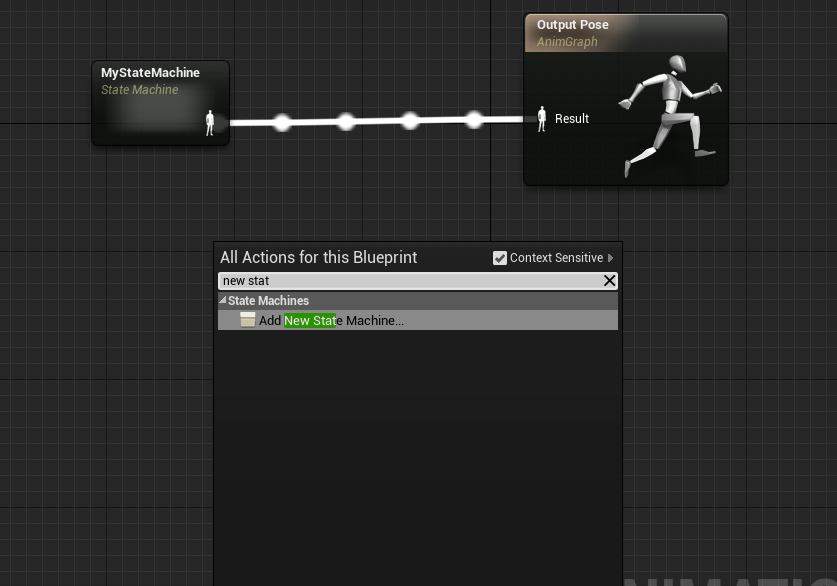 Output Pose
AnimGraph
MyStateMachine
State Machine
Result
All Actions for this Blueprint
Context Sensitive
new stat
State Machines
Add New State Machine...